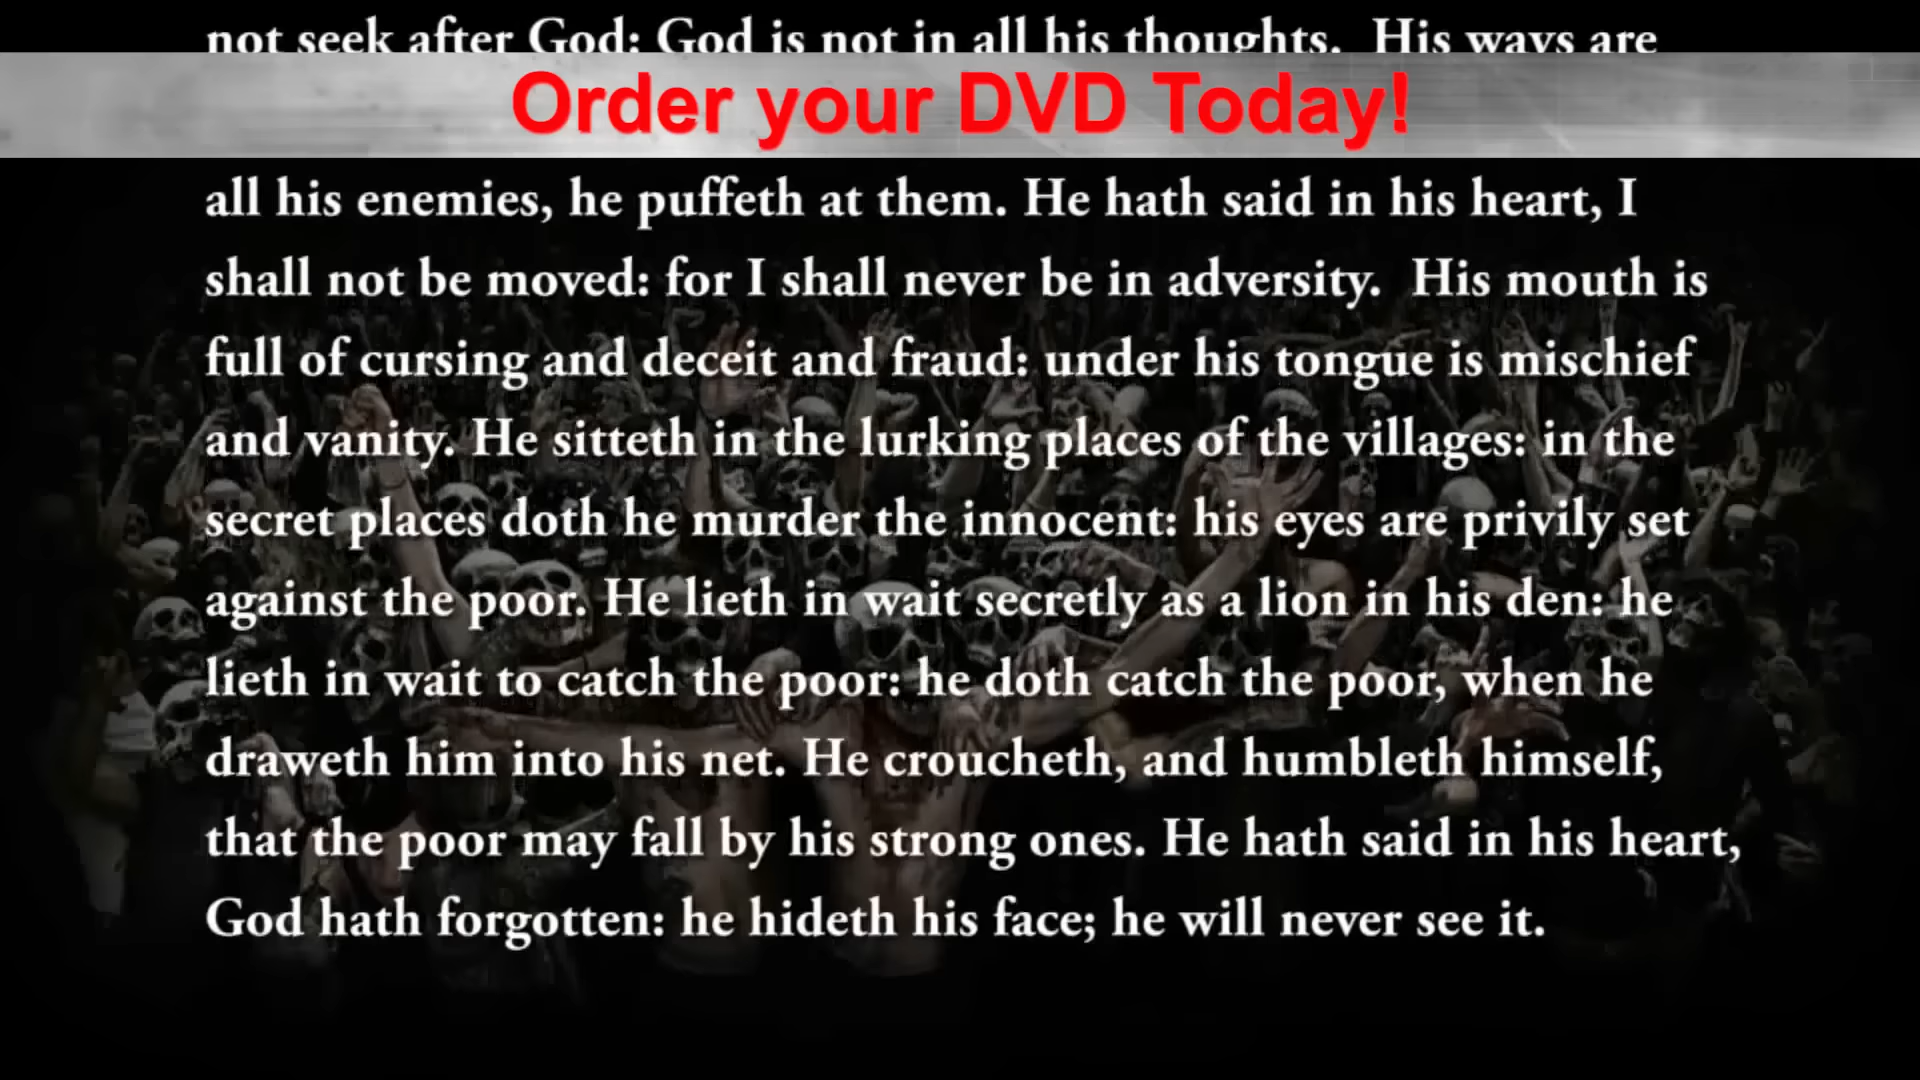 not seek after God: God is not in all his thoughts.  His ways are
Order your DVD Today!
all his enemies, he puffeth at them. He hath said in his heart, I
shall not be moved: for I shall never be in adversity.  His mouth is
full of cursing and deceit and fraud: under his tongue is mischief
and vanity. He sitteth in the lurking places of the villages: in the
secret places doth he murder the innocent: his eyes are privily set
against the poor. He lieth in wait secretly as a lion in his den: he
lieth in wait to catch the poor: he doth catch the poor, when he
draweth him into his net. He croucheth, and humbleth himself,
that the poor may fall by his strong ones. He hath said in his heart,
God hath forgotten: he hideth his face; he will never see it.